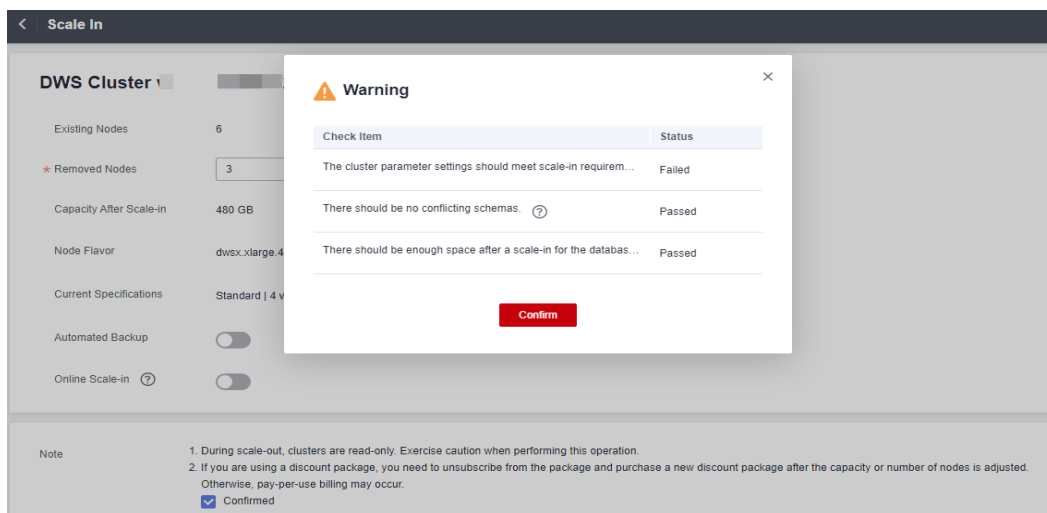 Scale In
DWS Cluster
Warning
Existing Nodes 6
Check Item Status
* Removed Nodes 3
The cluster parameter settings should meet scale-in requirem... Failed
Capacity After Scale-in 480 GB
There should be no conflicting schemas. ? Passed
Node Flavor dwsx.xlarge.4
There should be enough space after a scale-in for the databas... Passed
Current Specifications Standard | 4 v
Confirm
Automated Backup
Online Scale-in ?
Note
1. During scale-out, clusters are read-only. Exercise caution when performing this operation.
2. If you are using a discount package, you need to unsubscribe from the package and purchase a new discount package after the capacity or number of nodes is adjusted.
Otherwise, pay-per-use billing may occur.
Confirmed